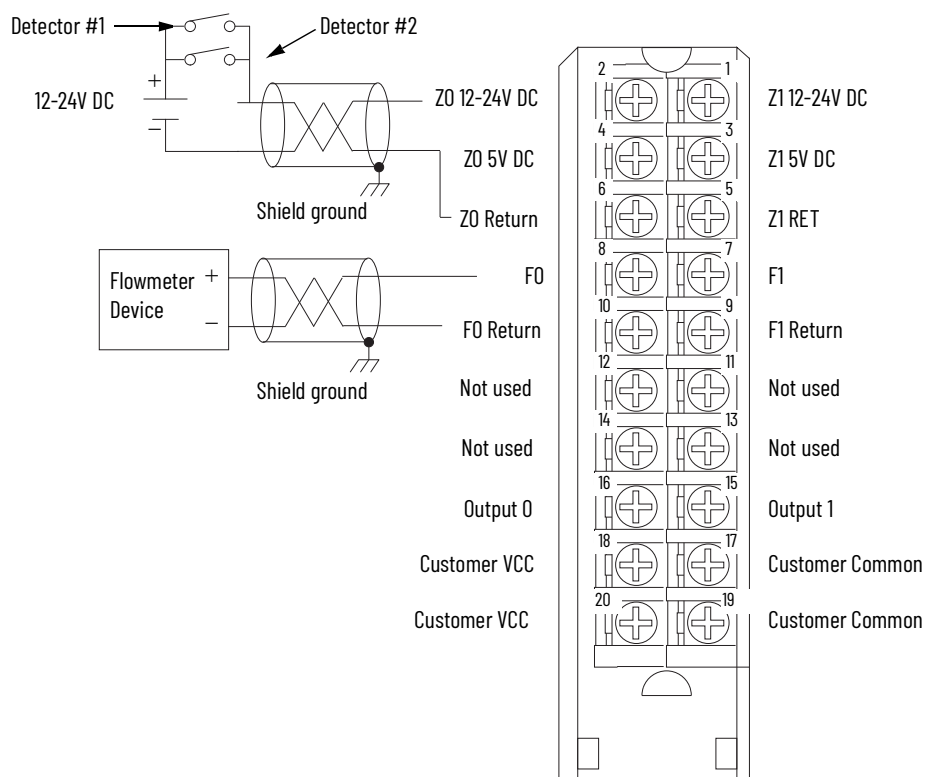 Detector #1
Detector #2
+
12-24V DC
−
Z0 12-24V DC
Z0 5V DC
Shield ground
Z0 Return
Flowmeter
Device
+
−
F0
F0 Return
Shield ground
Not used
Not used
Output 0
Customer VCC
Customer VCC
2 1
4 3
6 5
8 7
10 9
12 11
14 13
16 15
18 17
20 19
Z1 12-24V DC
Z1 5V DC
Z1 RET
F1
F1 Return
Not used
Not used
Output 1
Customer Common
Customer Common